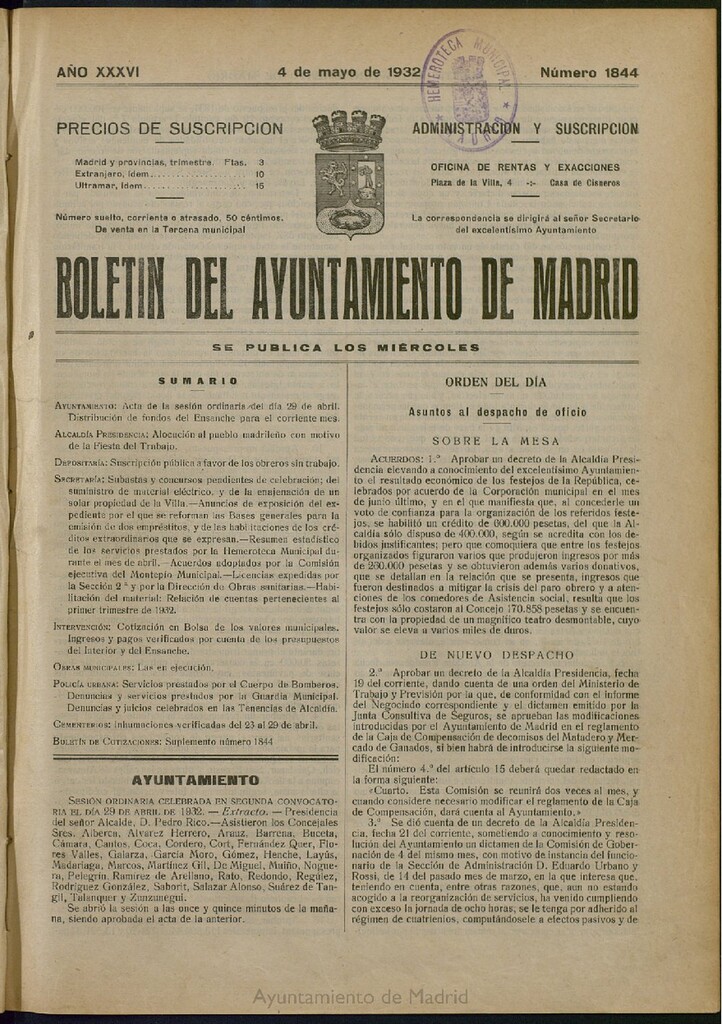 AÑO XXXVI
4 de mayo de 1932
Número 1844
HEMEROTECA MUNICIPAL
PRECIOS DE SUSCRIPCION
Madrid y provincias, trimestre. Ptas. 3
Extranjero, ídem..................... 10
Ultramar, ídem....................... 15
Número suelto, corriente o atrasado, 50 céntimos.
De venta en la Tercena municipal
ADMINISTRACION Y SUSCRIPCION
OFICINA DE RENTAS Y EXACCIONES
Plaza de la Villa, 4 -:- Casa de Cisneros
La correspondencia se dirigirá al señor Secretario
del excelentísimo Ayuntamiento
BOLETIN DEL AYUNTAMIENTO DE MADRID
SE PUBLICA LOS MIÉRCOLES
SUMARIO
AYUNTAMIENTO: Acta de la sesión ordinaria del día 29 de abril.
Distribución de fondos del Ensanche para el corriente mes.
ALCALDÍA PRESIDENCIA: Alocución al pueblo madrileño con motivo
de la Fiesta del Trabajo.
DEPOSITARÍA: Suscripción pública a favor de los obreros sin trabajo.
SECRETARÍA: Subastas y concursos pendientes de celebración; del
suministro de material eléctrico, y de la enajenación de un
solar propiedad de la Villa.—Anuncios de exposición del ex-
pediente por el que se reforman las Bases generales para la
emisión de dos empréstitos, y de las habilitaciones de los cré-
ditos extraordinarios que se expresan.—Resumen estadístico
de los servicios prestados por la Hemeroteca Municipal du-
rante el mes de abril.—Acuerdos adoptados por la Comisión
ejecutiva del Montepío Municipal.—Licencias expedidas por
la Sección 2.ª y por la Dirección de Obras sanitarias.—Habi-
litación del material: Relación de cuentas pertenecientes al
primer trimestre de 1932.
INTERVENCIÓN: Cotización en Bolsa de los valores municipales.
Ingresos y pagos verificados por cuenta de los presupuestos
del Interior y del Ensanche.
OBRAS MUNICIPALES: Las en ejecución.
POLICÍA URBANA: Servicios prestados por el Cuerpo de Bomberos.
Denuncias y servicios prestados por la Guardia Municipal.
Denuncias y juicios celebrados en las Tenencias de Alcaldía.
CEMENTERIOS: Inhumaciones verificadas del 23 al 29 de abril.
BOLETÍN DE COTIZACIONES: Suplemento número 1844
AYUNTAMIENTO
SESIÓN ORDINARIA CELEBRADA EN SEGUNDA CONVOCATO-
RIA EL DÍA 29 DE ABRIL DE 1932. — Extracto. — Presidencia
del señor Alcalde, D. Pedro Rico.—Asistieron los Concejales
Sres. Alberca, Alvarez Herrero, Arauz, Barrena, Buceta,
Cámara, Cantos, Coca, Cordero, Cort, Fernández Quer, Flo-
res Valles, Galarza, García Moro, Gómez, Henche, Layús,
Madariaga, Marcos, Martínez Gil, De Miguel, Muiño, Nogue-
ra, Pelegrín, Ramírez de Arellano, Rato, Redondo, Regúlez,
Rodríguez González, Saborit, Salazar Alonso, Suárez de Tan-
gil, Talanquer y Zunzunegui.
Se abrió la sesión a las once y quince minutos de la maña-
na, siendo aprobada el acta de la anterior.
ORDEN DEL DÍA
Asuntos al despacho de oficio
SOBRE LA MESA
ACUERDOS: 1.º Aprobar un decreto de la Alcaldía Presi-
dencia elevando a conocimiento del excelentísimo Ayuntamien-
to el resultado económico de los festejos de la República, ce-
lebrados por acuerdo de la Corporación municipal en el mes
de junio último, y en el que manifiesta que, al concederle un
voto de confianza para la organización de los referidos feste-
jos, se habilitó un crédito de 600.000 pesetas, del que la Al-
caldía sólo dispuso de 400.000, según se acredita con los de-
bidos justificantes; pero que comoquiera que entre los festejos
organizados figuraron varios que produjeron ingresos por más
de 260.000 pesetas y se obtuvieron además varios donativos,
que se detallan en la relación que se presenta, ingresos que
fueron destinados a mitigar la crisis del paro obrero y a aten-
ciones de los comedores de Asistencia social, resulta que los
festejos sólo costaron al Concejo 170.858 pesetas y se encuen-
tra con la propiedad de un magnífico teatro desmontable, cuyo
valor se eleva a varios miles de duros.
DE NUEVO DESPACHO
2.º Aprobar un decreto de la Alcaldía Presidencia, fecha
19 del corriente, dando cuenta de una orden del Ministerio de
Trabajo y Previsión por la que, de conformidad con el informe
del Negociado correspondiente y el dictamen emitido por la
Junta Consultiva de Seguros, se aprueban las modificaciones
introducidas por el Ayuntamiento de Madrid en el reglamento
de la Caja de Compensación de decomisos del Matadero y Mer-
cado de Ganados, si bien habrá de introducirse la siguiente mo-
dificación:
El número 4.º del artículo 15 deberá quedar redactado en
la forma siguiente:
«Cuarto. Esta Comisión se reunirá dos veces al mes, y
cuando considere necesario modificar el reglamento de la Caja
de Compensación, dará cuenta al Ayuntamiento.»
3.º Se dió cuenta de un decreto de la Alcaldía Presiden-
cia, fecha 21 del corriente, sometiendo a conocimiento y reso-
lución del Ayuntamiento un dictamen de la Comisión de Gober-
nación de 4 del mismo mes, con motivo de instancia del funcio-
nario de la Sección de Administración D. Eduardo Urbano y
Rossi, de 14 del pasado mes de marzo, en la que interesa que,
teniendo en cuenta, entre otras razones, que, aun no estando
acogido a la reorganización de servicios, ha venido cumpliendo
con exceso la jornada de ocho horas, se le tenga por adherido al
régimen de cuatrienios, computándosele a efectos pasivos y de
Ayuntamiento de Madrid